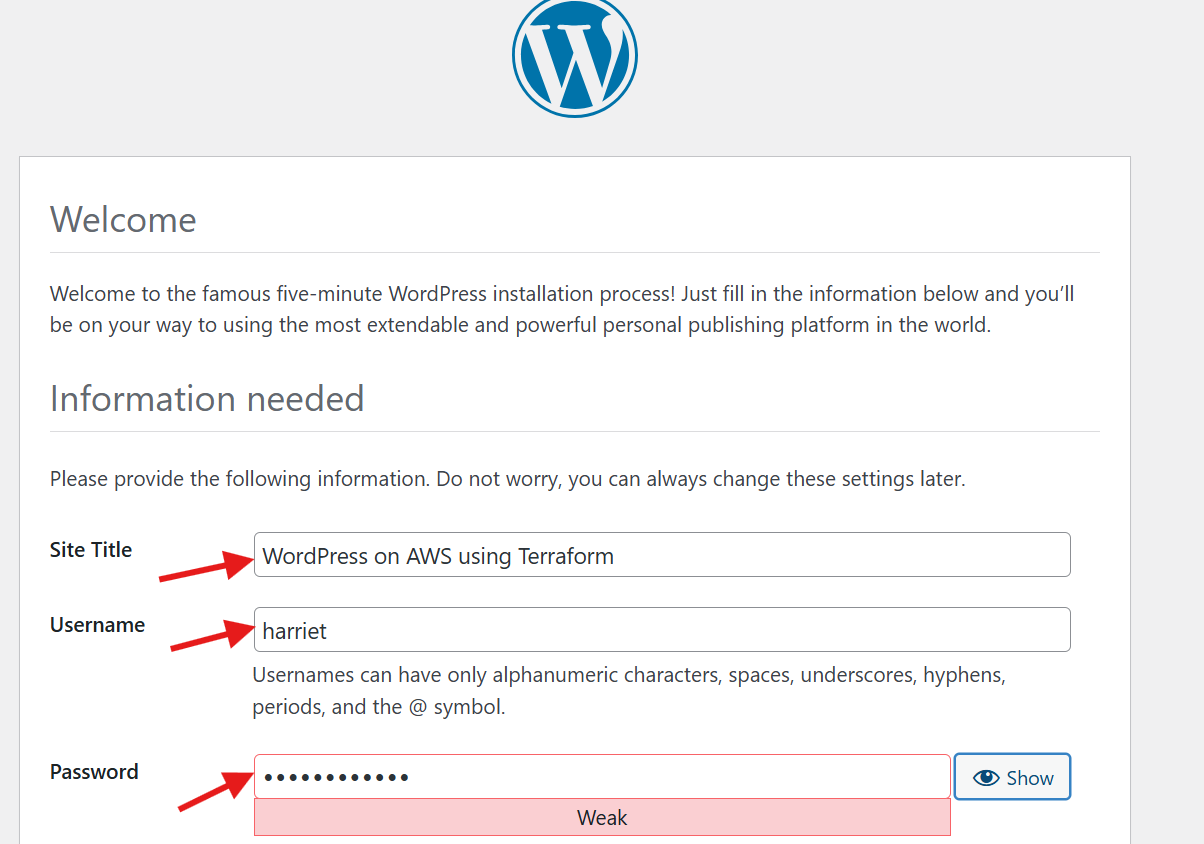 Welcome
Welcome to the famous five-minute WordPress installation process! Just fill in the information below and you’ll
be on your way to using the most extendable and powerful personal publishing platform in the world.
Information needed
Please provide the following information. Do not worry, you can always change these settings later.
Site Title
WordPress on AWS using Terraform
Username
harriet
Usernames can have only alphanumeric characters, spaces, underscores, hyphens,
periods, and the @ symbol.
Password
••••••••••••
Show
Weak